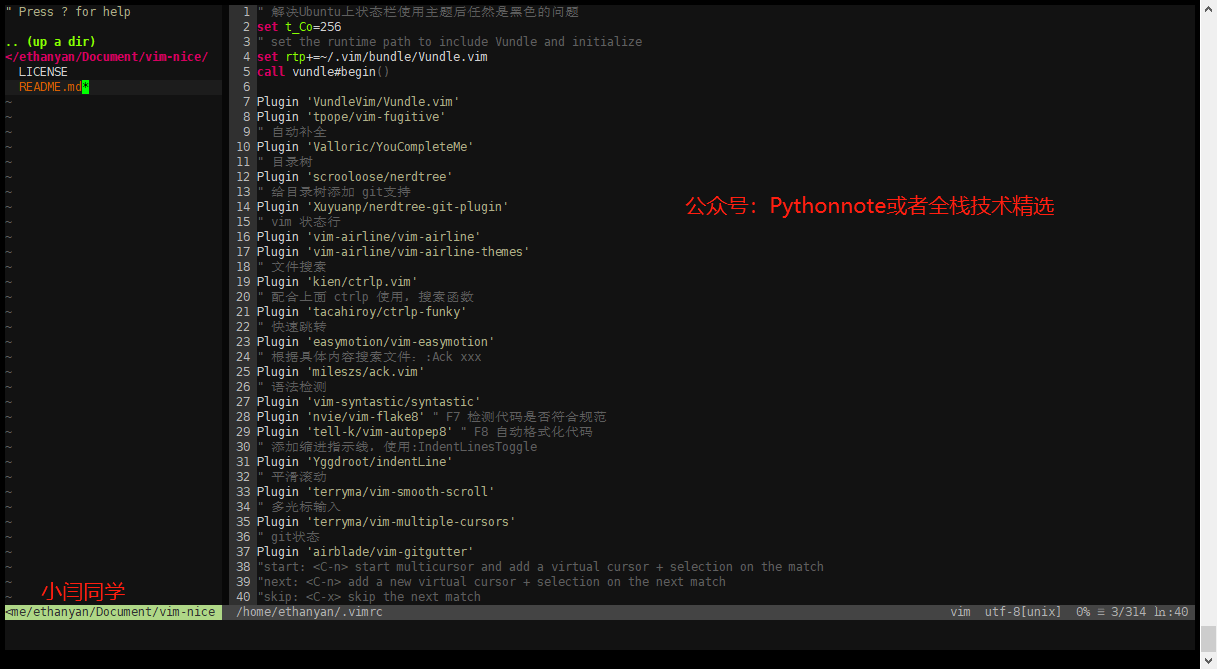 " Press ? for help
.. (up a dir)
</ethanyan/Document/vim-nice/
LICENSE
README.md*
1 " 解决Ubuntu上状态栏使用主题后任然是黑色的问题
2 set t_Co=256
3 " set the runtime path to include Vundle and initialize
4 set rtp+=~/.vim/bundle/Vundle.vim
5 call vundle#begin()
6
7 Plugin 'VundleVim/Vundle.vim'
8 Plugin 'tpope/vim-fugitive'
9 " 自动补全
10 Plugin 'Valloric/YouCompleteMe'
11 " 目录树
12 Plugin 'scrooloose/nerdtree'
13 " 给目录树添加 git支持
14 Plugin 'Xuyuanp/nerdtree-git-plugin'
15 " vim 状态行
16 Plugin 'vim-airline/vim-airline'
17 Plugin 'vim-airline/vim-airline-themes'
18 " 文件搜索
19 Plugin 'kien/ctrlp.vim'
20 " 配合上面 ctrlp 使用，搜索函数
21 Plugin 'tacahiroy/ctrlp-funky'
22 " 快速跳转
23 Plugin 'easymotion/vim-easymotion'
24 " 根据具体内容搜索文件：:Ack xxx
25 Plugin 'mileszs/ack.vim'
26 " 语法检测
27 Plugin 'vim-syntastic/syntastic'
28 Plugin 'nvie/vim-flake8' " F7 检测代码是否符合规范
29 Plugin 'tell-k/vim-autopep8' " F8 自动格式化代码
30 " 添加缩进指示线，使用:IndentLinesToggle
31 Plugin 'Yggdroot/indentLine'
32 " 平滑滚动
33 Plugin 'terryma/vim-smooth-scroll'
34 " 多光标输入
35 Plugin 'terryma/vim-multiple-cursors'
36 " git状态
37 Plugin 'airblade/vim-gitgutter'
38 "start: <C-n> start multicursor and add a virtual cursor + selection on the match
39 "next: <C-n> add a new virtual cursor + selection on the next match
40 "skip: <C-x> skip the next match
公众号：Pythonnote或者全栈技术精选
小闫同学
<me/ethanyan/Document/vim-nice
/home/ethanyan/.vimrc
vim utf-8[unix] 0% ≡ 3/314 ln:40